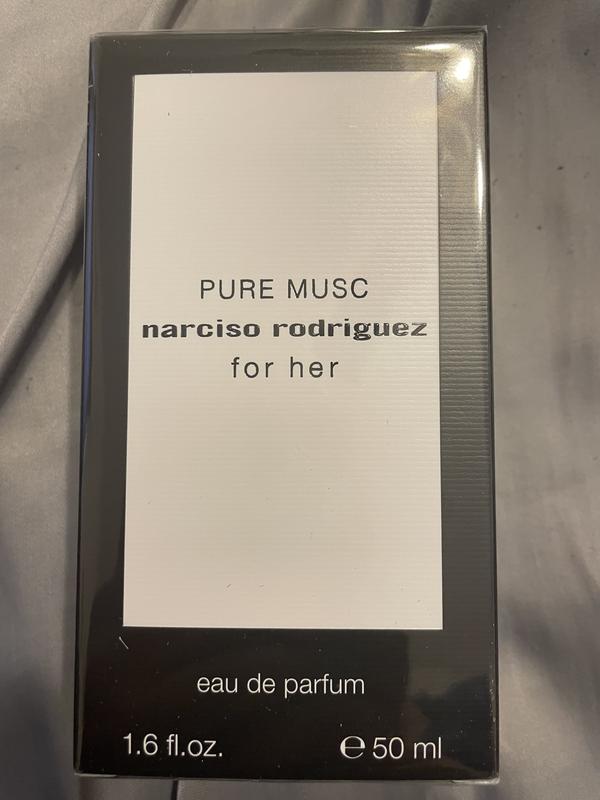 PURE MUSC
narciso rodriguez
for her
eau de parfum
1.6 fl.oz. ℮ 50 ml